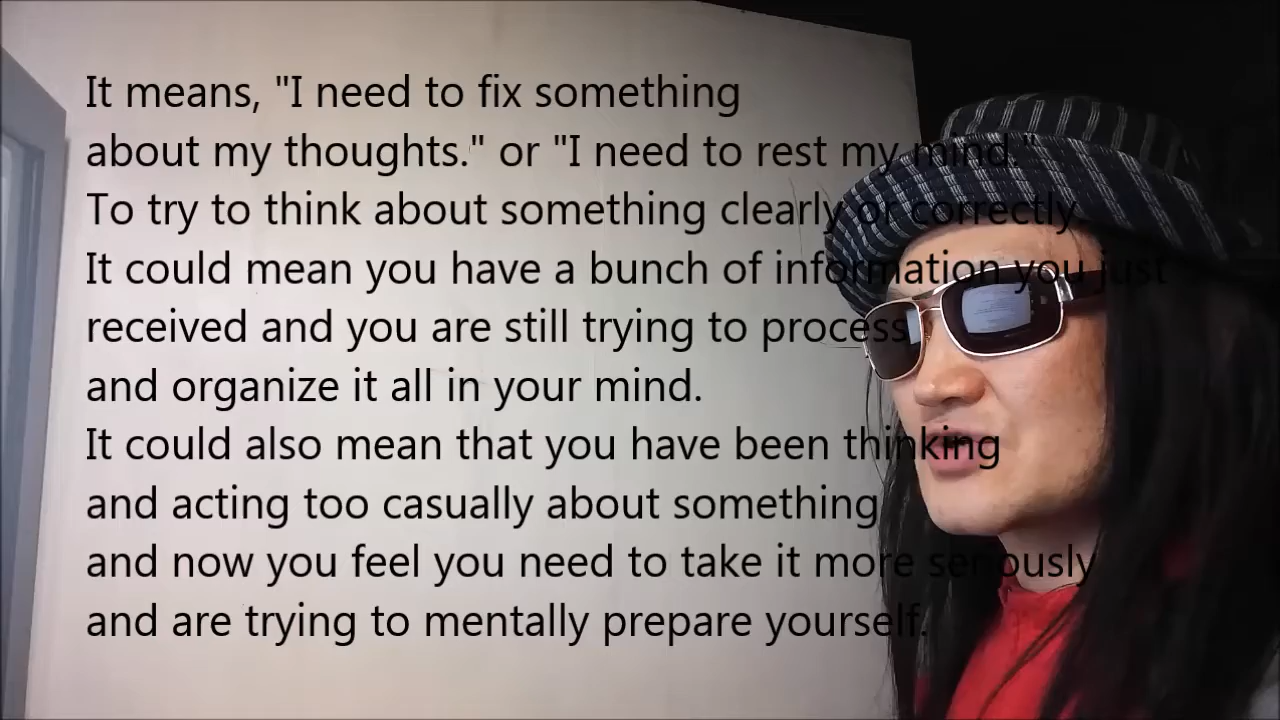 It means, "I need to fix something
about my thoughts." or "I need to rest my mind."
To try to think about something clearly or correctly.
It could mean you have a bunch of information you just
received and you are still trying to process
and organize it all in your mind.
It could also mean that you have been thinking
and acting too casually about something
and now you feel you need to take it more seriously
and are trying to mentally prepare yourself.